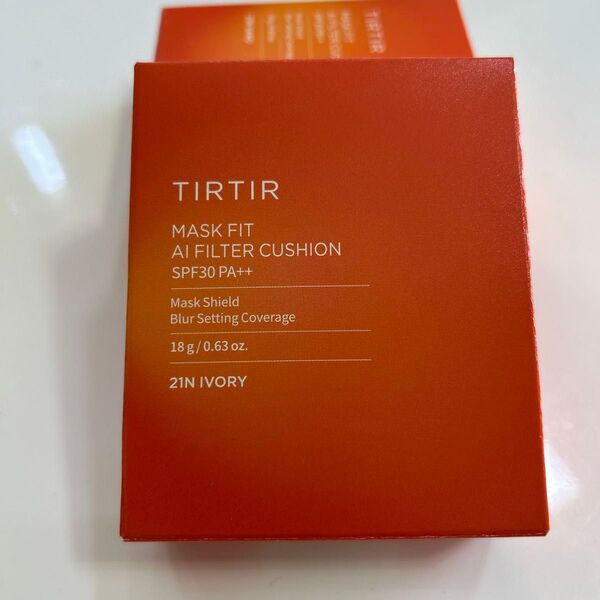 TIRTIR
TIRTIR
MASK FIT
AI FILTER CUSHION
SPF30 PA++
Mask Shield
Blur Setting Coverage
18 g / 0.63 oz.
21N IVORY